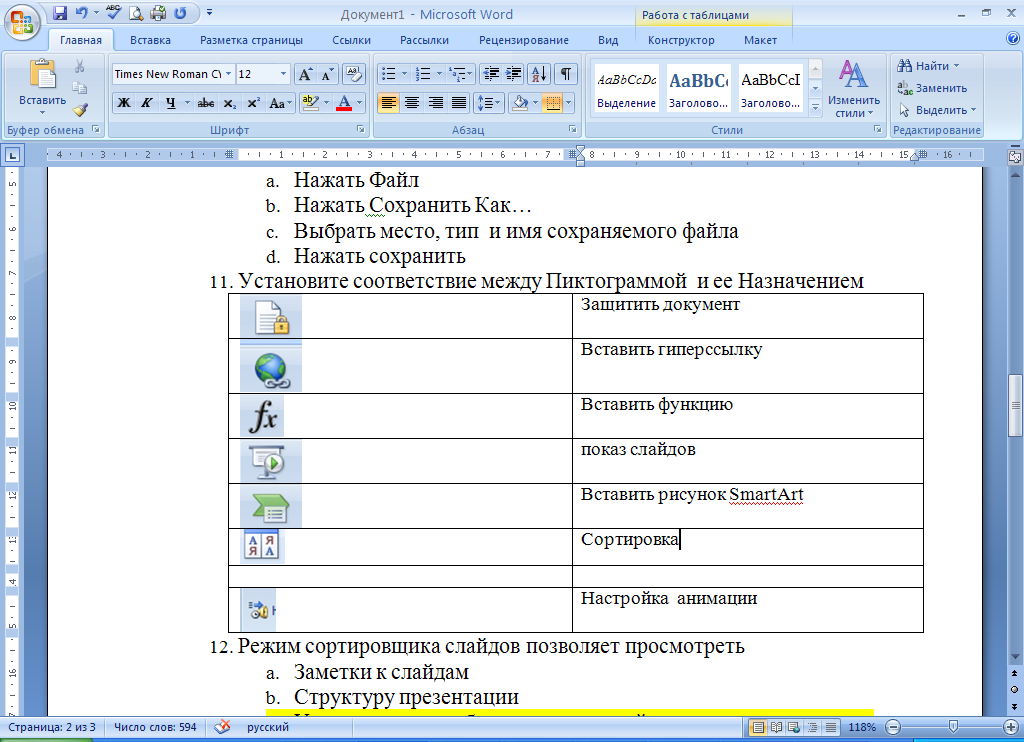 Документ1 - Microsoft Word
Работа с таблицами
Главная Вставка Разметка страницы Ссылки Рассылки Рецензирование Вид Конструктор Макет
Times New Roman 12
AaBbCcDc AaBbCc AaBbCcI
Вставить
Выделение Заголово... Заголово...
Изменить стили
Найти
Заменить
Выделить
Буфер обмена Шрифт Абзац Стили Редактирование
a. Нажать Файл
b. Нажать Сохранить Как…
c. Выбрать место, тип и имя сохраняемого файла
d. Нажать сохранить
11. Установите соответствие между Пиктограммой и ее Назначением
Защитить документ
Вставить гиперссылку
fx Вставить функцию
показ слайдов
Вставить рисунок SmartArt
А Я Я А Сортировка
Настройка анимации
12. Режим сортировщика слайдов позволяет просмотреть
a. Заметки к слайдам
b. Структуру презентации
Страница: 2 из 3 Число слов: 594 русский 118%